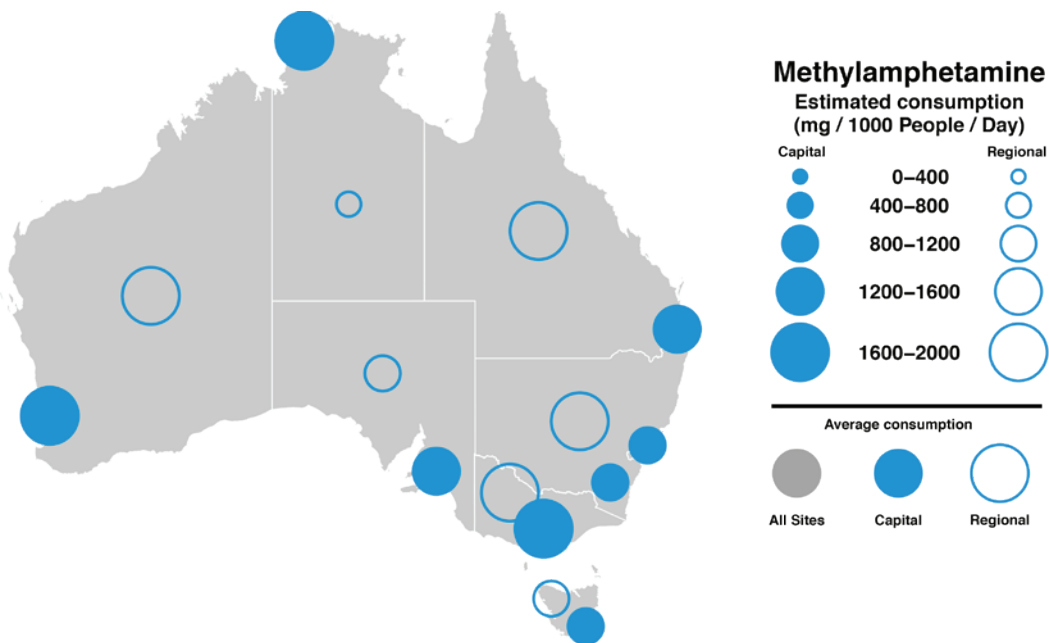 Methylamphetamine
Estimated consumption
(mg / 1000 People / Day)
Capital Regional
0–400
400–800
800–1200
1200–1600
1600–2000
Average consumption
All Sites Capital Regional